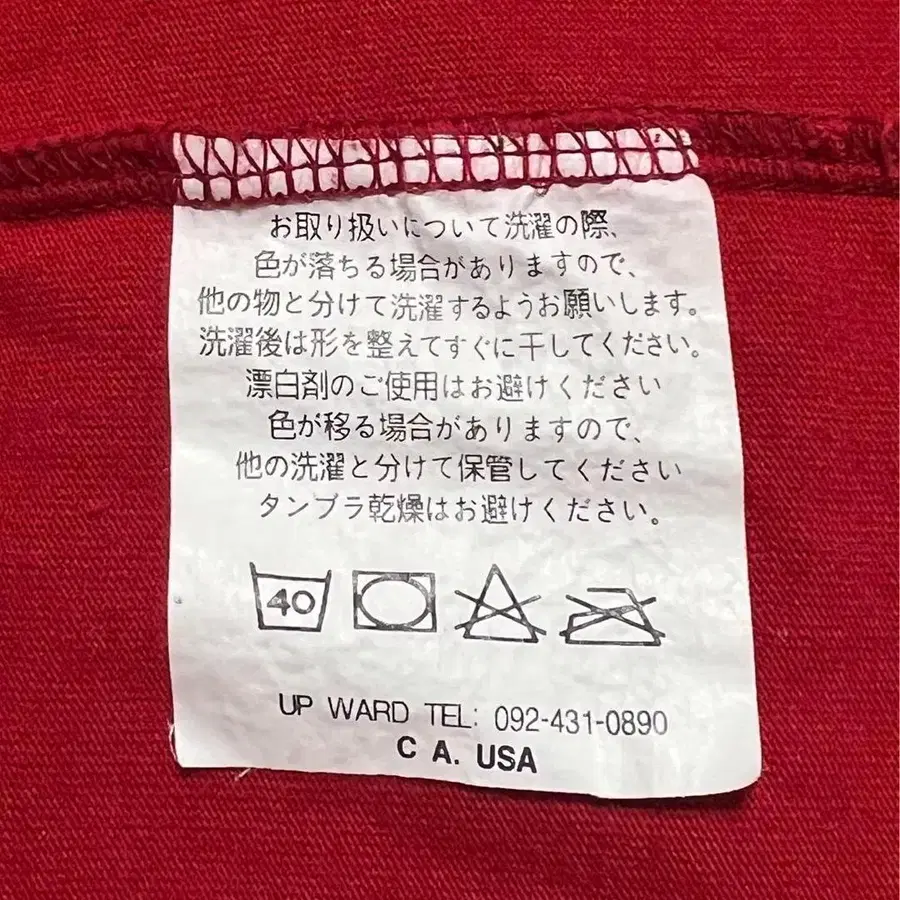 お取り扱いについて洗濯の際、
色が落ちる場合がありますので、
他の物と分けて洗濯するようお願いします。
洗濯後は形を整えてすぐに干してください。
漂白剤のご使用はお避けください
色が移る場合がありますので、
他の洗濯と分けて保管してください
タンブラ乾燥はお避けください。
40
UP WARD TEL: 092-431-0890
C A. USA